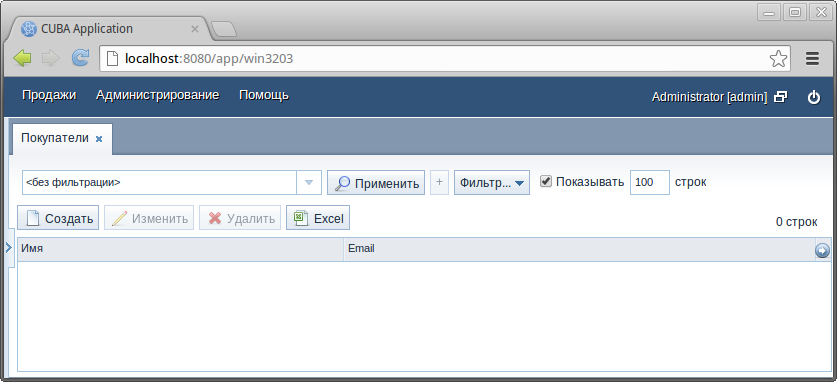 CUBA Application
localhost:8080/app/win3203
Продажи Администрирование Помощь Administrator [admin]
Покупатели
<без фильтрации> Применить + Фильтр... Показывать 100 строк
Создать Изменить Удалить Excel 0 строк
Имя Email